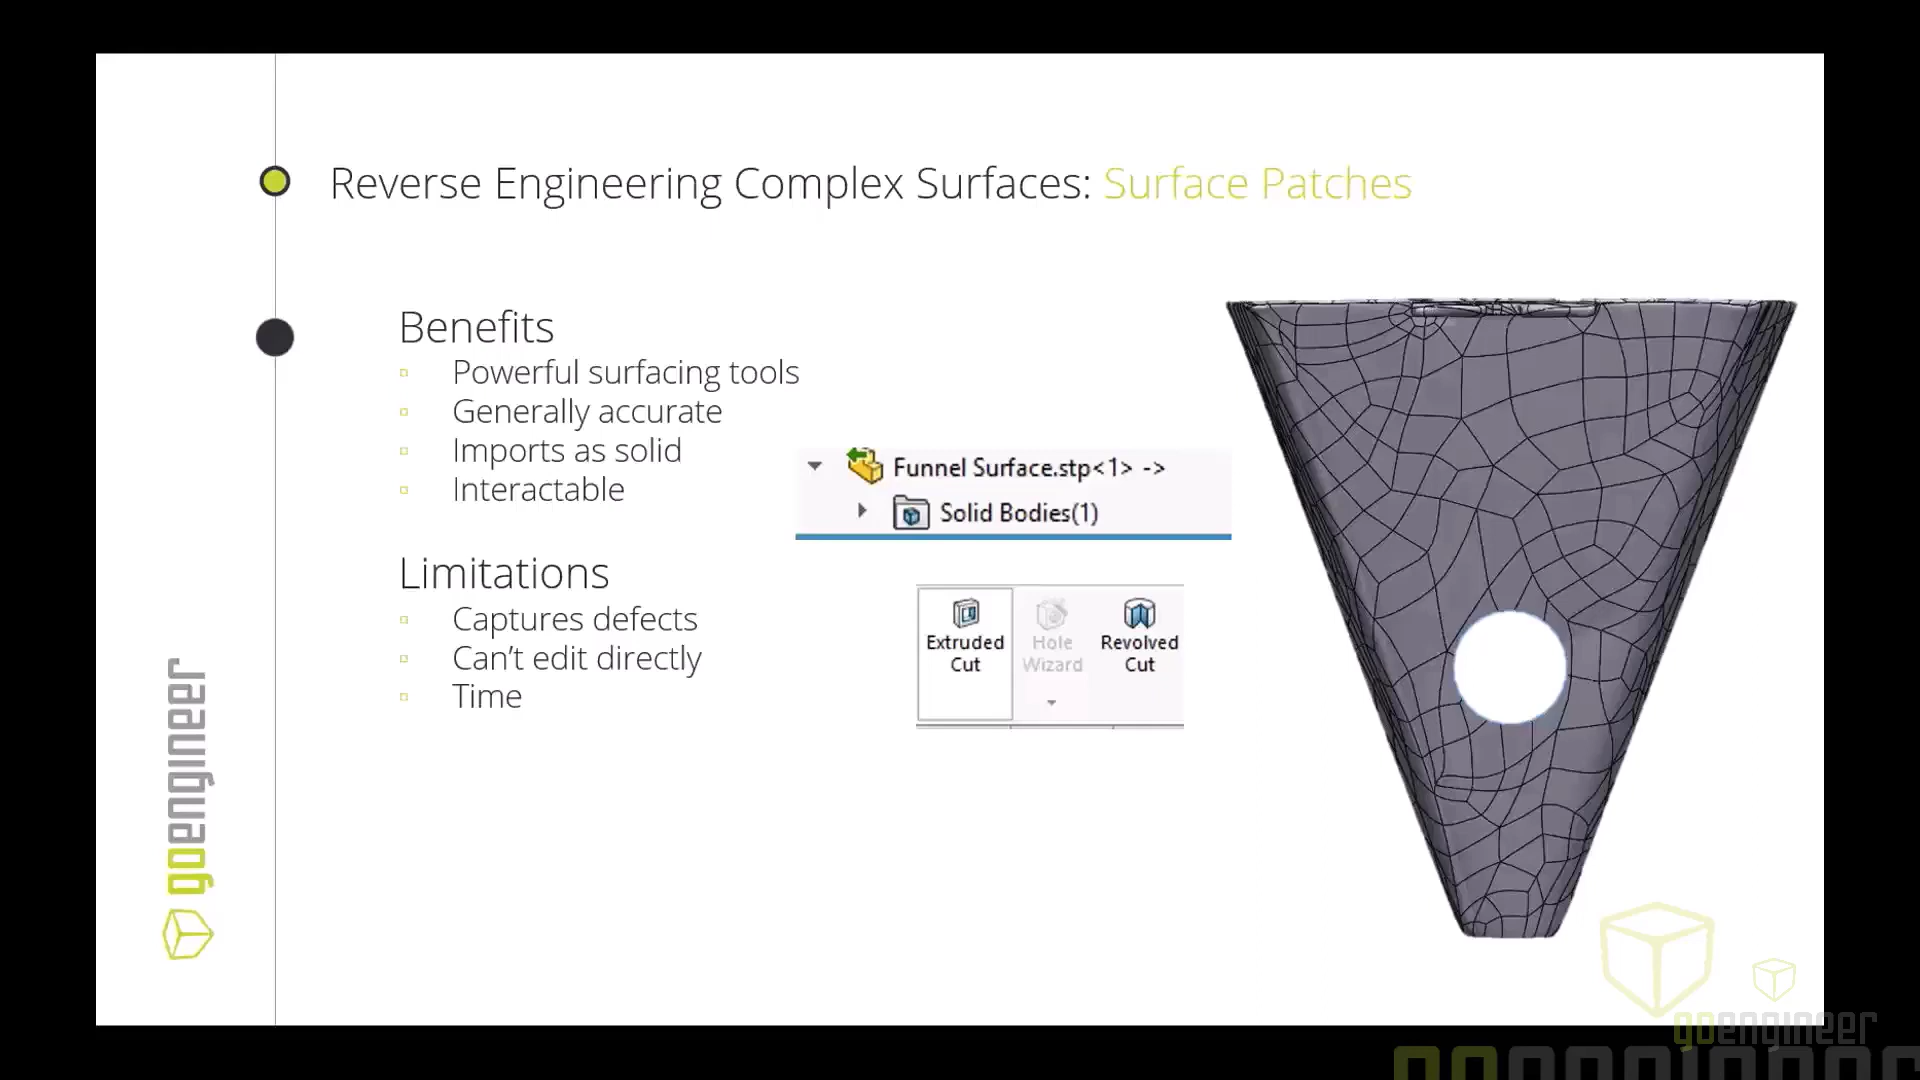 Reverse Engineering Complex Surfaces: Surface Patches
Benefits
Powerful surfacing tools
Generally accurate
Imports as solid
Interactable
Funnel Surface.stp<1> ->
Solid Bodies(1)
Limitations
Captures defects
Can't edit directly
Time
Extruded Cut
Hole Wizard
Revolved Cut
goengineer
goengineer
goengineer